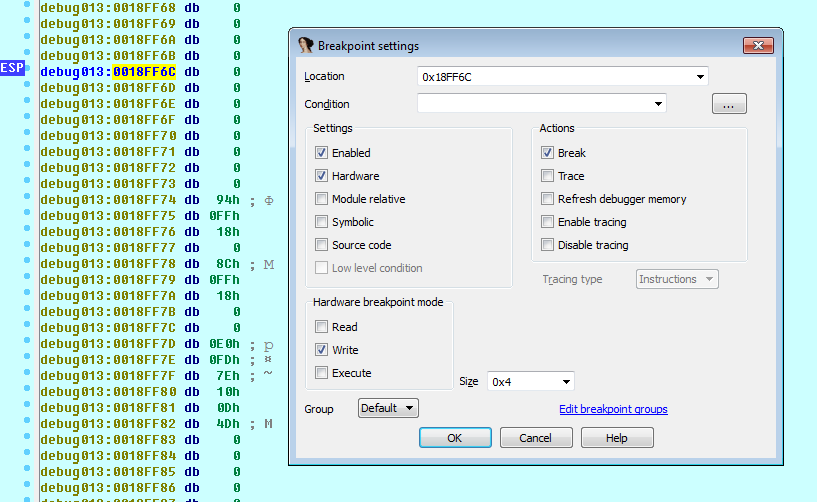 debug013:0018FF68 db 0
debug013:0018FF69 db 0
debug013:0018FF6A db 0
debug013:0018FF6B db 0
ESP debug013:0018FF6C db 0
debug013:0018FF6D db 0
debug013:0018FF6E db 0
debug013:0018FF6F db 0
debug013:0018FF70 db 0
debug013:0018FF71 db 0
debug013:0018FF72 db 0
debug013:0018FF73 db 0
debug013:0018FF74 db 94h ; Ф
debug013:0018FF75 db 0FFh
debug013:0018FF76 db 18h
debug013:0018FF77 db 0
debug013:0018FF78 db 8Ch ; М
debug013:0018FF79 db 0FFh
debug013:0018FF7A db 18h
debug013:0018FF7B db 0
debug013:0018FF7C db 0
debug013:0018FF7D db 0E0h ; р
debug013:0018FF7E db 0FDh ; ¤
debug013:0018FF7F db 7Eh ; ~
debug013:0018FF80 db 10h
debug013:0018FF81 db 0Dh
debug013:0018FF82 db 4Dh ; M
debug013:0018FF83 db 0
debug013:0018FF84 db 0
debug013:0018FF85 db 0
debug013:0018FF86 db 0
Breakpoint settings
Location 0x18FF6C
Condition ...
Settings
Enabled
Hardware
Module relative
Symbolic
Source code
Low level condition
Actions
Break
Trace
Refresh debugger memory
Enable tracing
Disable tracing
Tracing type Instructions
Hardware breakpoint mode
Read
Write
Execute
Size 0x4
Group Default Edit breakpoint groups
OK Cancel Help